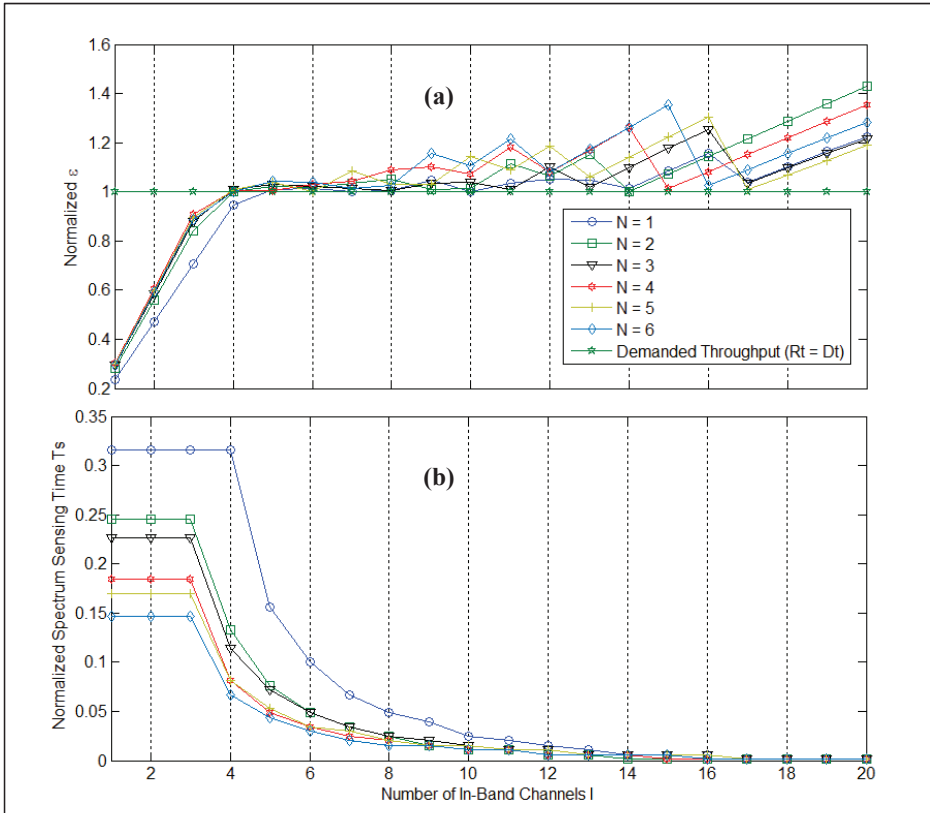 1.6
1.4
1.2
1
0.8
0.6
0.4
0.2
Normalized ε
(a)
N = 1
N = 2
N = 3
N = 4
N = 5
N = 6
Demanded Throughput (Rt = Dt)
0.35
0.3
0.25
0.2
0.15
0.1
0.05
0
Normalized Spectrum Sensing Time Ts
(b)
2 4 6 8 10 12 14 16 18 20
Number of In-Band Channels I